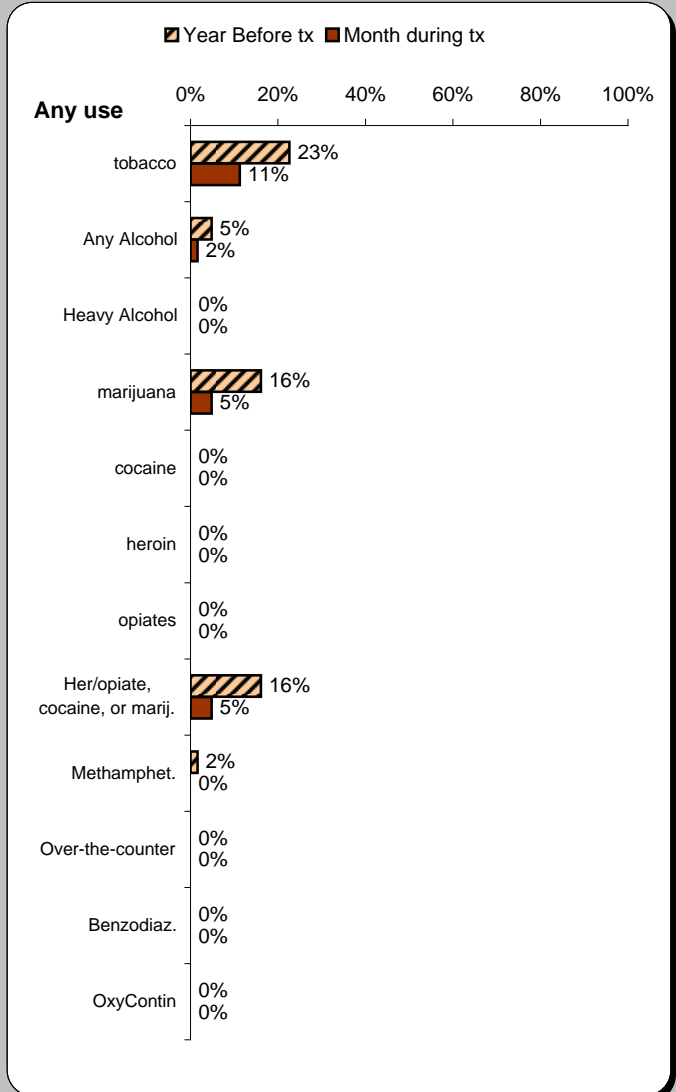 Year Before tx Month during tx
0% 20% 40% 60% 80% 100%
Any use
tobacco 23%
11%
Any Alcohol 5%
2%
Heavy Alcohol 0%
0%
marijuana 16%
5%
cocaine 0%
0%
heroin 0%
0%
opiates 0%
0%
Her/opiate, 16%
cocaine, or marij. 5%
Methamphet. 2%
0%
Over-the-counter 0%
0%
Benzodiaz. 0%
0%
OxyContin 0%
0%